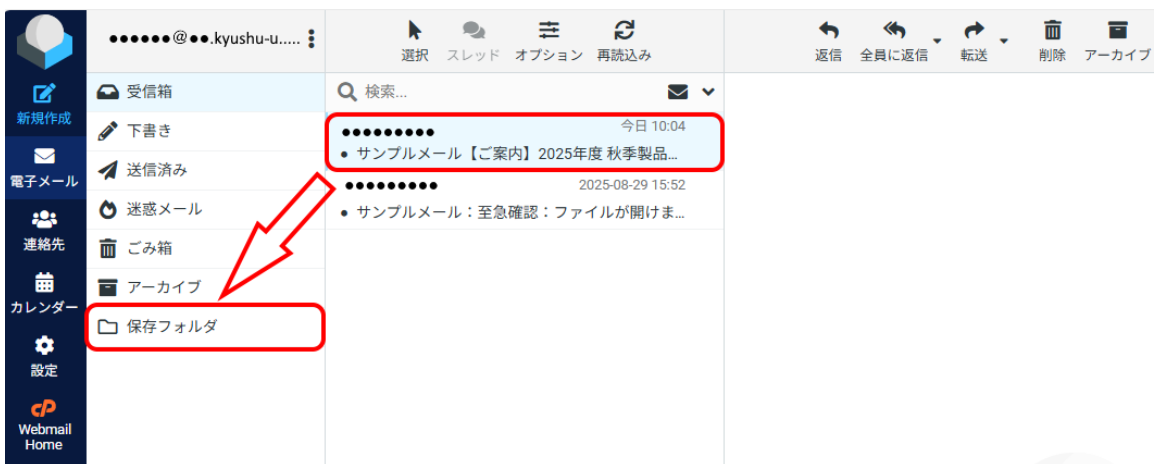 ●●●●●●@●●.kyushu-u.....
選択 スレッド オプション 再読込み
返信 全員に返信 転送 削除 アーカイブ
新規作成
電子メール
連絡先
カレンダー
設定
cP
Webmail
Home
受信箱
下書き
送信済み
迷惑メール
ごみ箱
アーカイブ
保存フォルダ
検索...
●●●●●●●●● 今日 10:04
• サンプルメール【ご案内】2025年度 秋季製品...
●●●●●●●●● 2025-08-29 15:52
• サンプルメール：至急確認：ファイルが開けま...